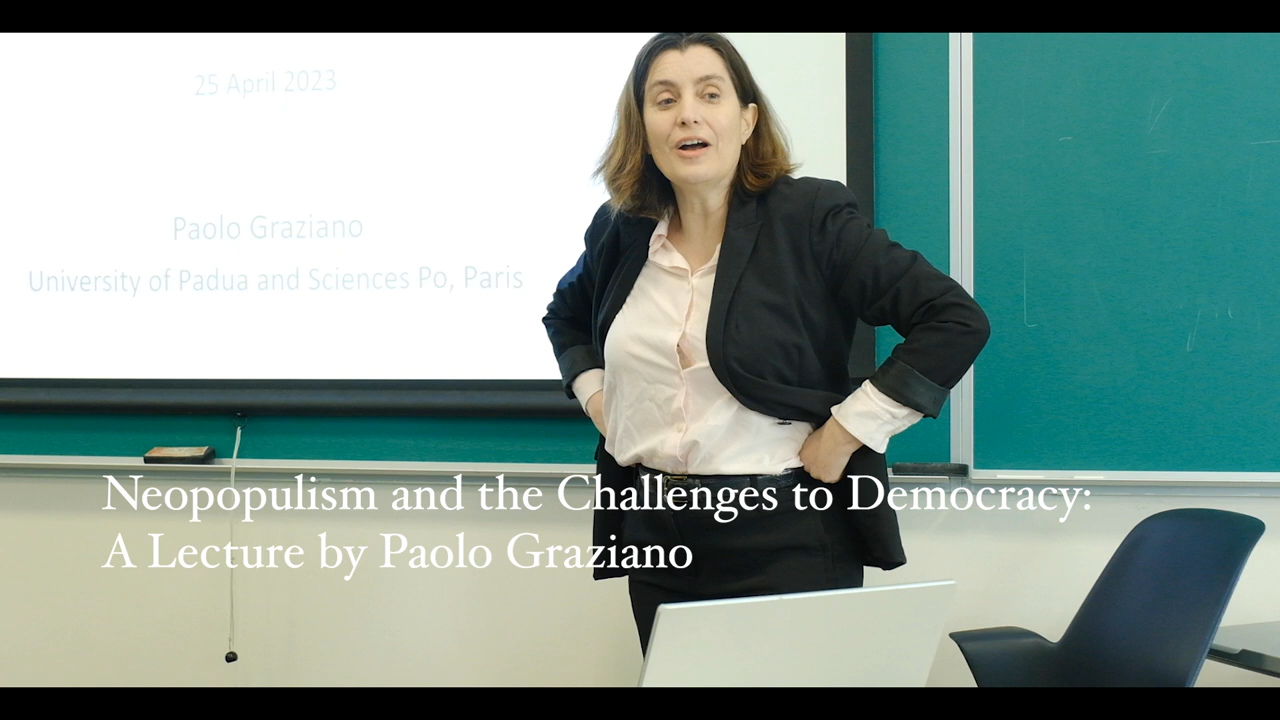 25 April 2023
Paolo Graziano
University of Padua and Sciences Po, Paris
Neopopulism and the Challenges to Democracy:
A Lecture by Paolo Graziano